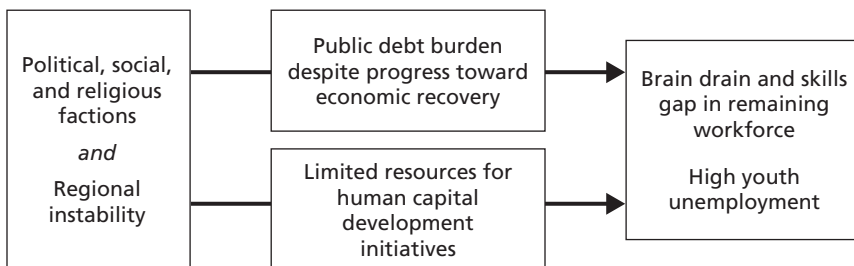 Political, social,
and religious
factions
and
Regional
instability
Public debt burden
despite progress toward
economic recovery
Limited resources for
human capital
development
initiatives
Brain drain and skills
gap in remaining
workforce
High youth
unemployment